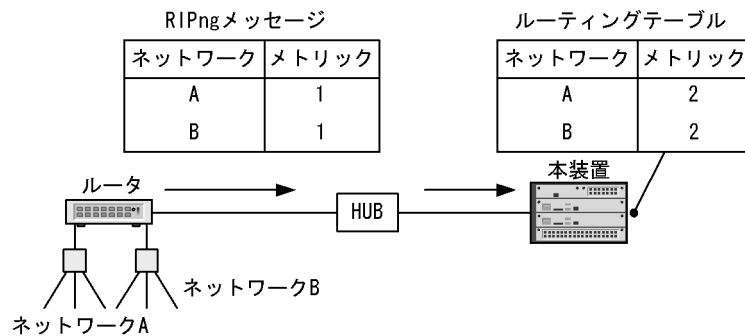 RIPngメッセージ
ルーティングテーブル
ネットワーク メトリック
A 1
B 1
ネットワーク メトリック
A 2
B 2
ルータ
HUB
本装置
ネットワークB
ネットワークA